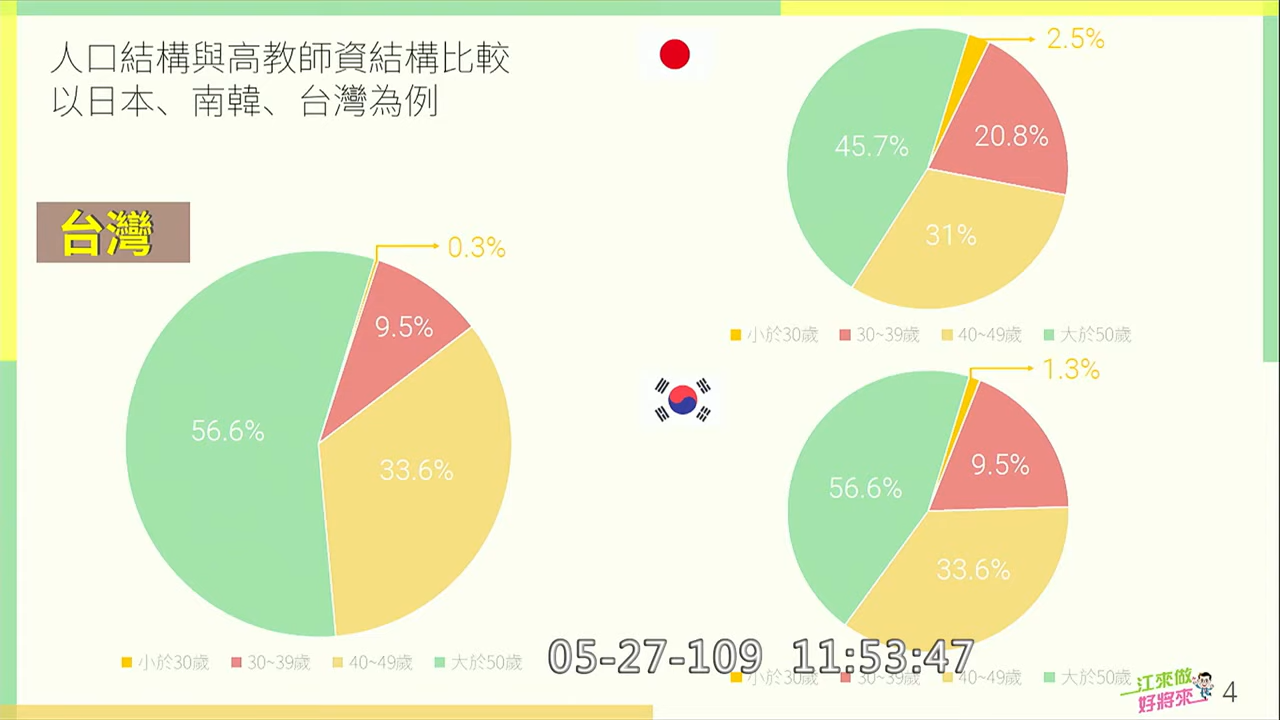 人口結構與高教師資結構比較
以日本、南韓、台灣為例
台灣
0.3%
9.5%
33.6%
56.6%
小於30歲 30~39歲 40~49歲 大於50歲
2.5%
20.8%
31%
45.7%
小於30歲 30~39歲 40~49歲 大於50歲
1.3%
9.5%
33.6%
56.6%
小於30歲 30~39歲 40~49歲 大於50歲
05-27-109 11:53:47
江來做
好將來
4